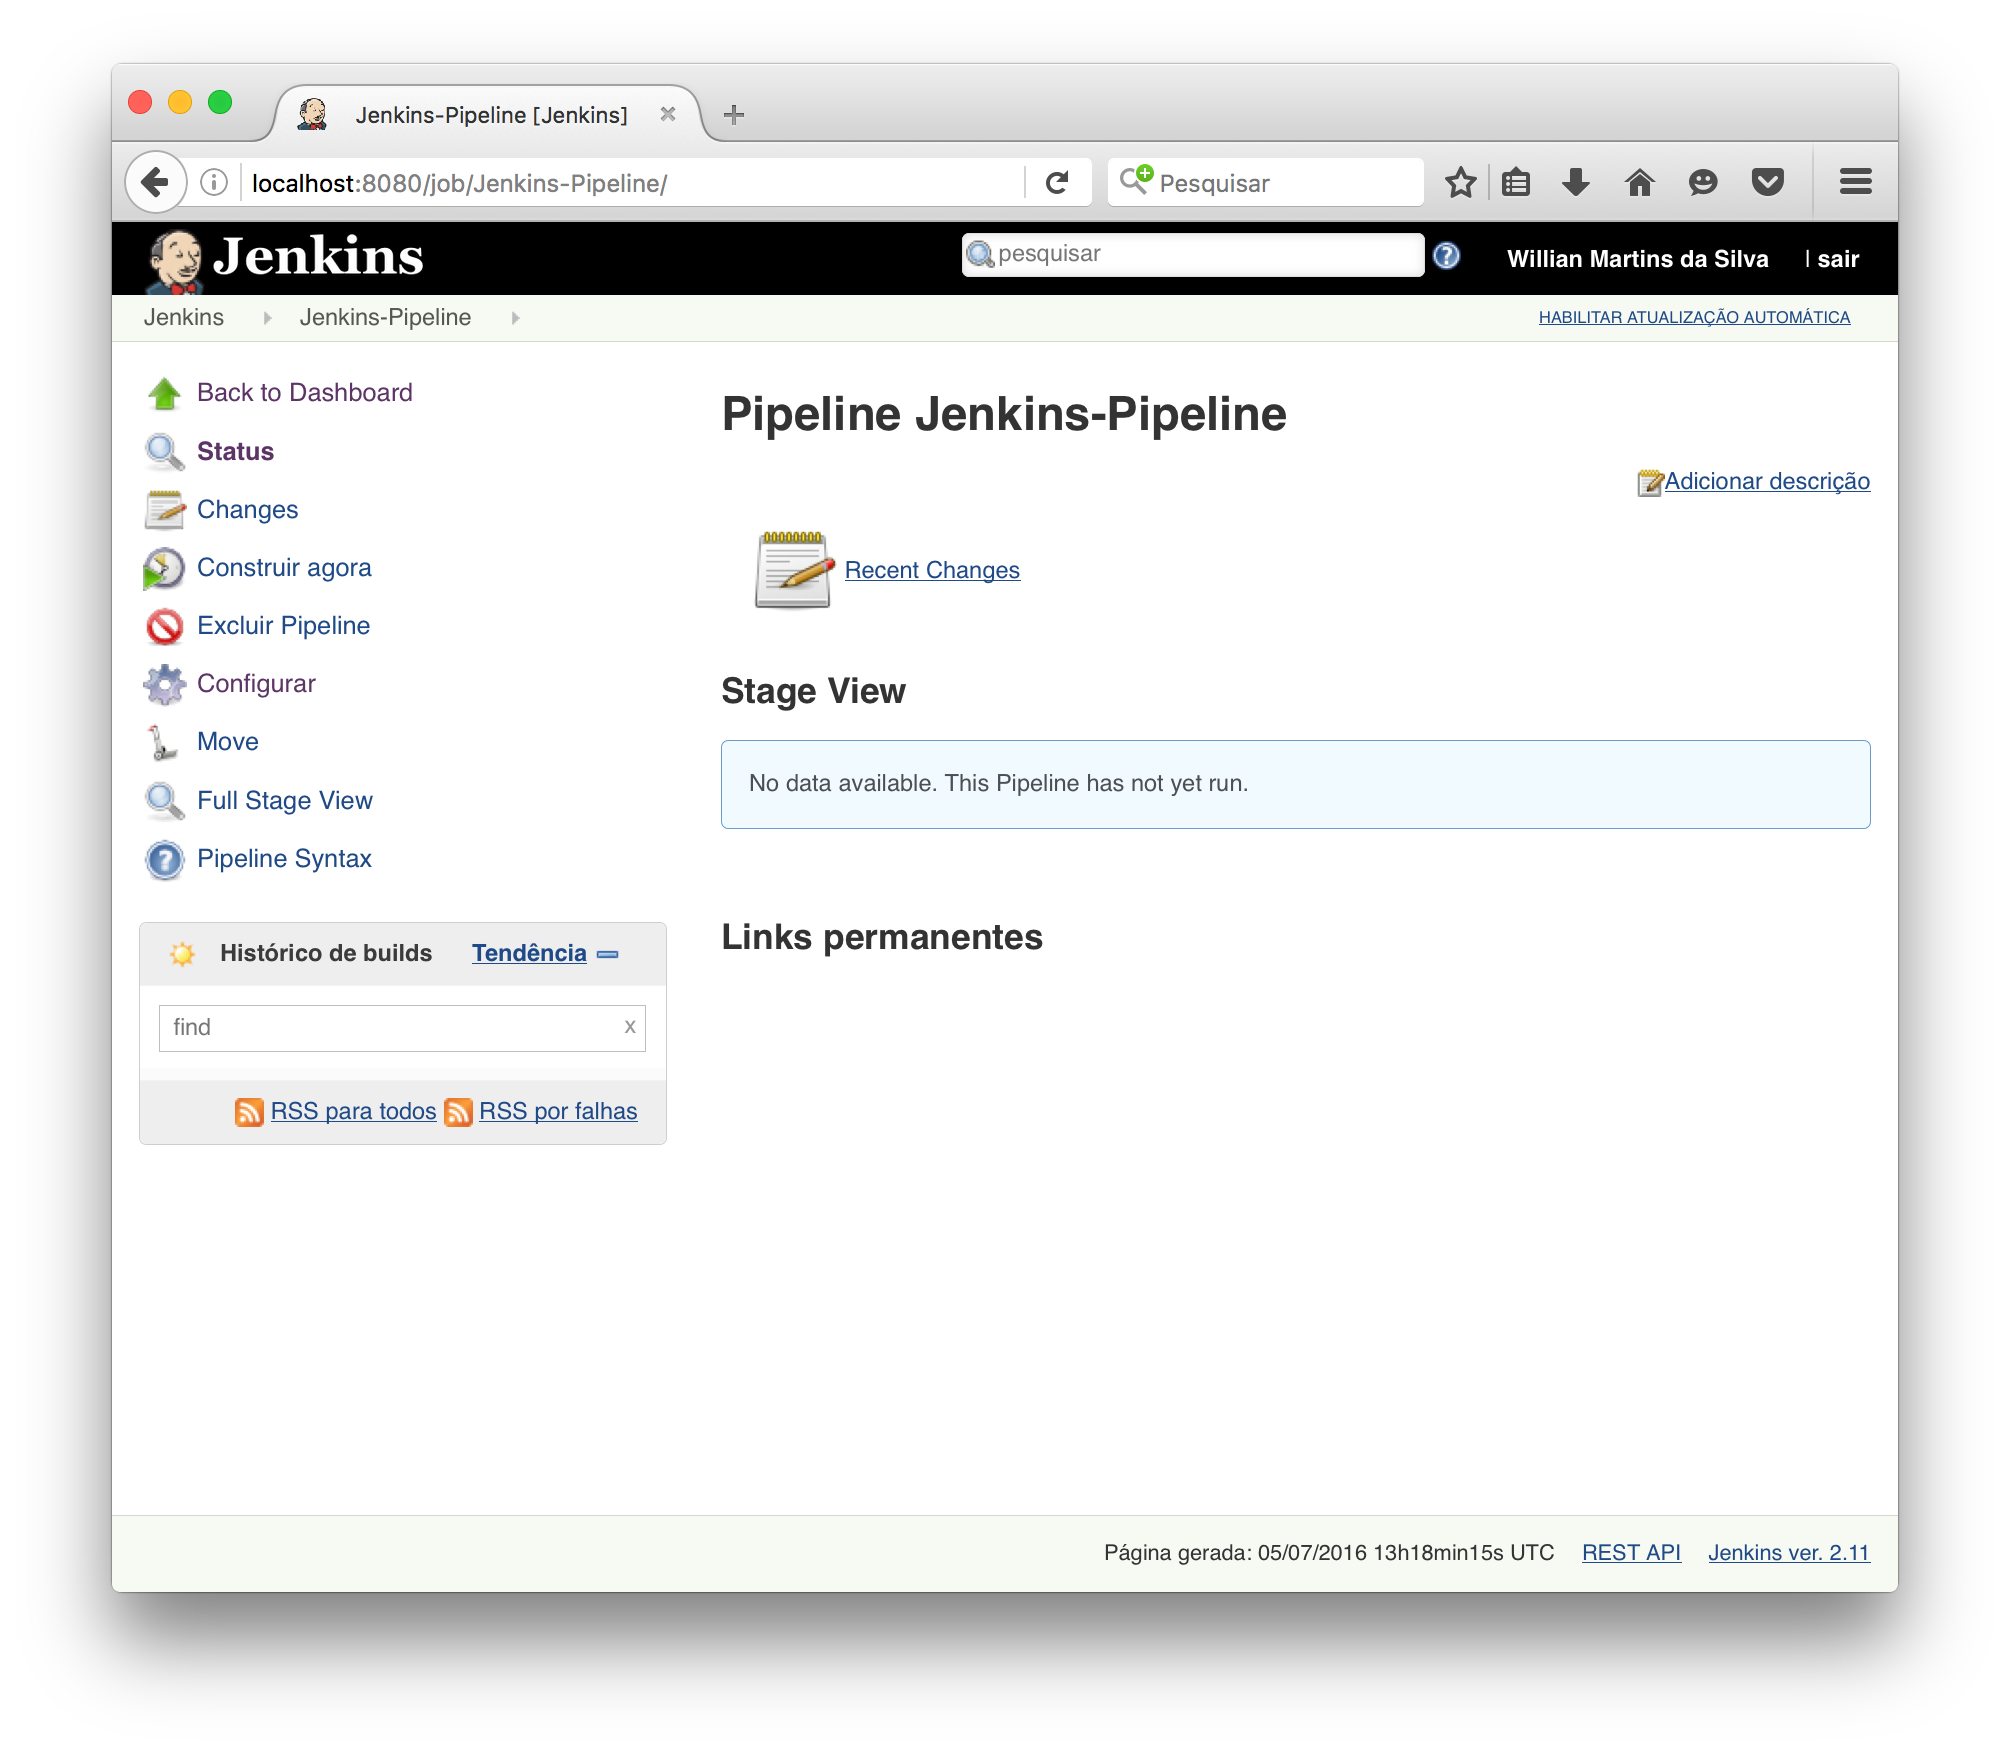 Jenkins-Pipeline [Jenkins]
localhost:8080/job/Jenkins-Pipeline/
Pesquisar
Jenkins
pesquisar
Willian Martins da Silva
| sair
Jenkins
Jenkins-Pipeline
HABILITAR ATUALIZAÇÃO AUTOMÁTICA
Back to Dashboard
Status
Changes
Construir agora
Excluir Pipeline
Configurar
Move
Full Stage View
Pipeline Syntax
Histórico de builds
Tendência
find
x
RSS para todos
RSS por falhas
Pipeline Jenkins-Pipeline
Adicionar descrição
Recent Changes
Stage View
No data available. This Pipeline has not yet run.
Links permanentes
Página gerada: 05/07/2016 13h18min15s UTC
REST API
Jenkins ver. 2.11